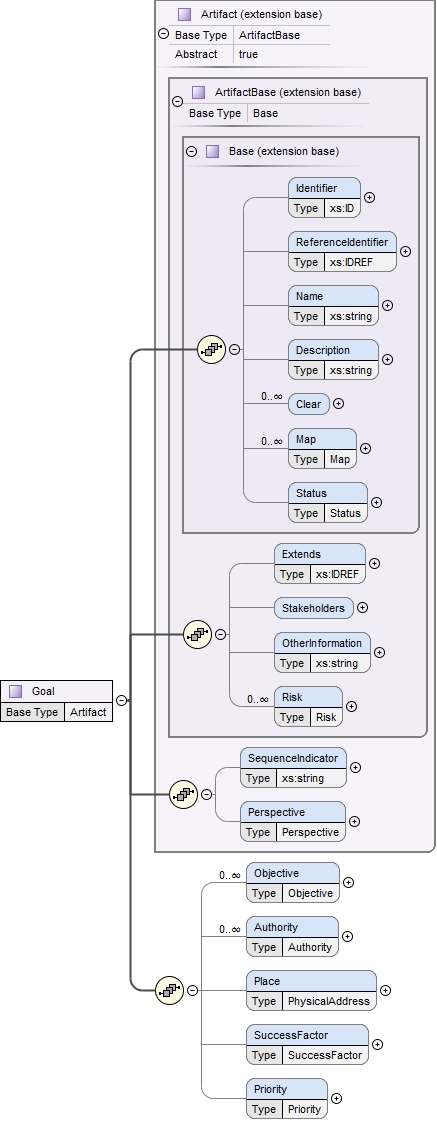 Artifact (extension base)
Base Type ArtifactBase
Abstract true
ArtifactBase (extension base)
Base Type Base
Base (extension base)
Identifier
Type xs:ID
ReferenceIdentifier
Type xs:IDREF
Name
Type xs:string
Description
Type xs:string
0..∞ Clear
0..∞ Map
Type Map
Status
Type Status
Extends
Type xs:IDREF
Stakeholders
OtherInformation
Type xs:string
0..∞ Risk
Type Risk
Goal
Base Type Artifact
SequenceIndicator
Type xs:string
Perspective
Type Perspective
0..∞ Objective
Type Objective
0..∞ Authority
Type Authority
Place
Type PhysicalAddress
SuccessFactor
Type SuccessFactor
Priority
Type Priority